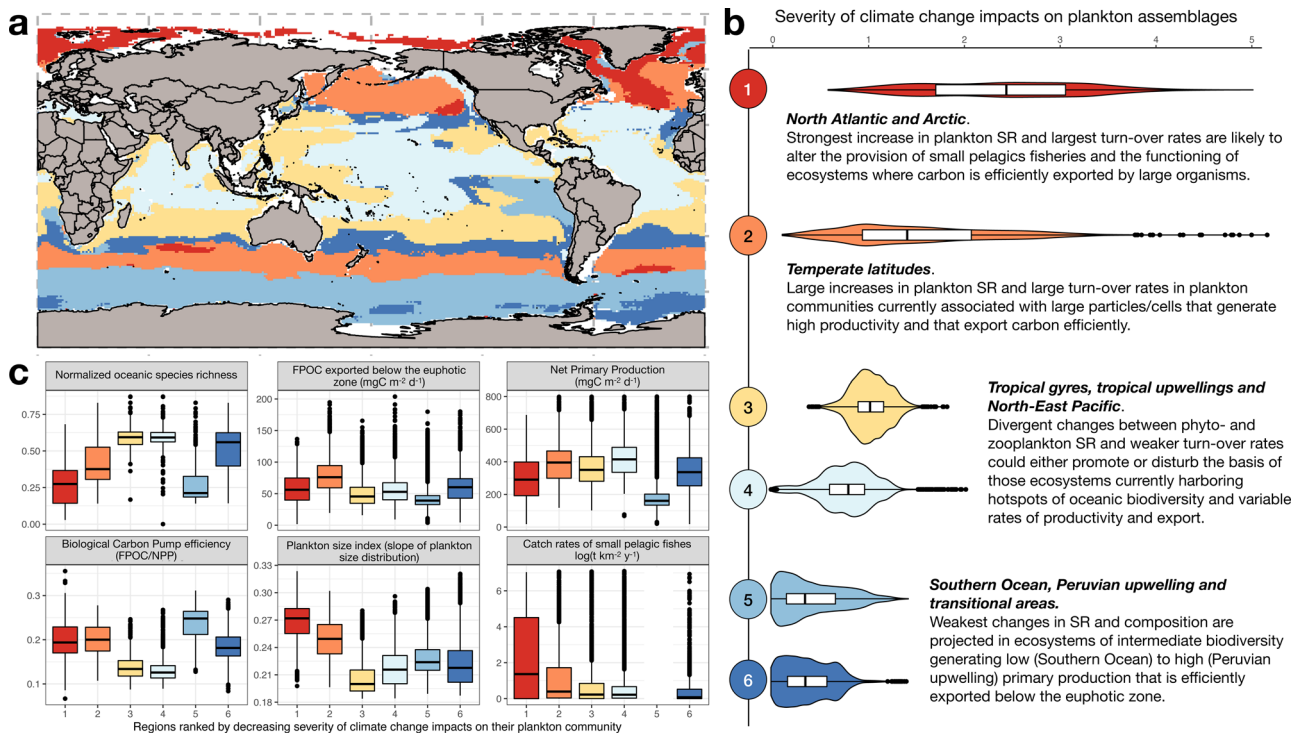 a
b
Severity of climate change impacts on plankton assemblages
0 1 2 3 4 5
1
North Atlantic and Arctic.
Strongest increase in plankton SR and largest turn-over rates are likely to
alter the provision of small pelagics fisheries and the functioning of
ecosystems where carbon is efficiently exported by large organisms.
2
Temperate latitudes.
Large increases in plankton SR and large turn-over rates in plankton
communities currently associated with large particles/cells that generate
high productivity and that export carbon efficiently.
3
4
Tropical gyres, tropical upwellings and
North-East Pacific.
Divergent changes between phyto- and
zooplankton SR and weaker turn-over rates
could either promote or disturb the basis of
those ecosystems currently harboring
hotspots of oceanic biodiversity and variable
rates of productivity and export.
5
6
Southern Ocean, Peruvian upwelling and
transitional areas.
Weakest changes in SR and composition are
projected in ecosystems of intermediate biodiversity
generating low (Southern Ocean) to high (Peruvian
upwelling) primary production that is efficiently
exported below the euphotic zone.
c
Normalized oceanic species richness
0.75
0.50
0.25
0.00
FPOC exported below the euphotic
zone (mgC m⁻² d⁻¹)
200
150
100
50
0
Net Primary Production
(mgC m⁻² d⁻¹)
800
600
400
200
0
Biological Carbon Pump efficiency
(FPOC/NPP)
0.3
0.2
0.1
1 2 3 4 5 6
Plankton size index (slope of plankton
size distribution)
0.33
0.30
0.27
0.24
0.21
0.18
1 2 3 4 5 6
Catch rates of small pelagic fishes
log(t km⁻² y⁻¹)
6
4
2
0
1 2 3 4 5 6
Regions ranked by decreasing severity of climate change impacts on their plankton community